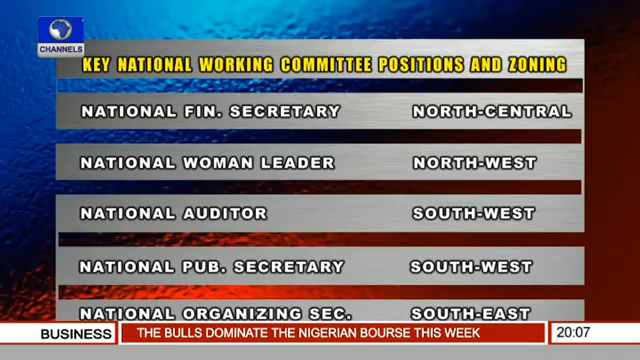 CHANNELS
KEY NATIONAL WORKING COMMITTEE POSITIONS AND ZONING
NATIONAL FIN. SECRETARY NORTH-CENTRAL
NATIONAL WOMAN LEADER NORTH-WEST
NATIONAL AUDITOR SOUTH-WEST
NATIONAL PUB. SECRETARY SOUTH-WEST
NATIONAL ORGANIZING SEC. SOUTH-EAST
BUSINESS THE BULLS DOMINATE THE NIGERIAN BOURSE THIS WEEK 20:07